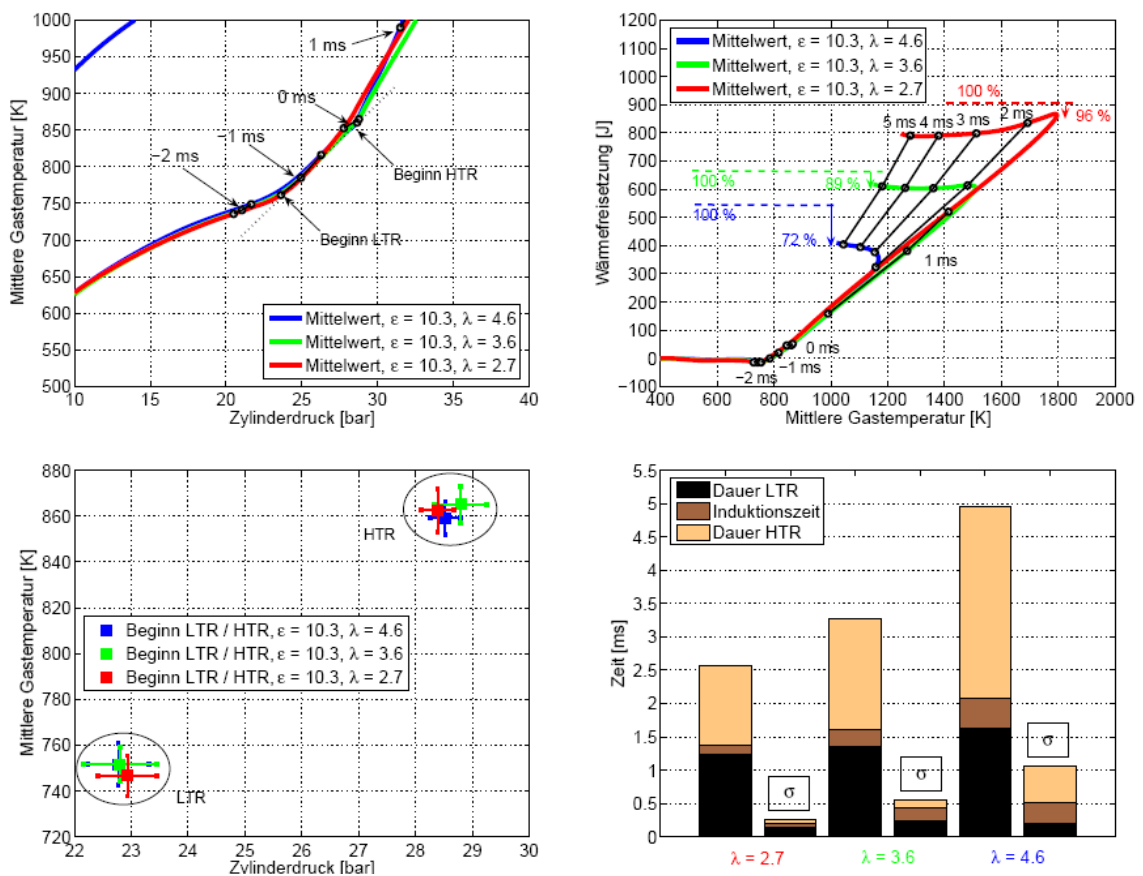 1000
950
900
850
800
750
700
650
600
550
500
10
15
20
25
30
35
40
Mittlere Gastemperatur [K]
Zylinderdruck [bar]
1 ms
0 ms
−1 ms
−2 ms
Beginn HTR
Beginn LTR
Mittelwert, ε = 10.3, λ = 4.6
Mittelwert, ε = 10.3, λ = 3.6
Mittelwert, ε = 10.3, λ = 2.7
1200
1100
1000
900
800
700
600
500
400
300
200
100
0
−100
400
600
800
1000
1200
1400
1600
1800
2000
Wärmefreisetzung [J]
Mittlere Gastemperatur [K]
Mittelwert, ε = 10.3, λ = 4.6
Mittelwert, ε = 10.3, λ = 3.6
Mittelwert, ε = 10.3, λ = 2.7
100 %
96 %
5 ms
4 ms
3 ms
2 ms
100 %
89 %
100 %
72 %
1 ms
0 ms
−1 ms
−2 ms
880
860
840
820
800
780
760
740
720
22
23
24
25
26
27
28
29
30
Mittlere Gastemperatur [K]
Zylinderdruck [bar]
HTR
Beginn LTR / HTR, ε = 10.3, λ = 4.6
Beginn LTR / HTR, ε = 10.3, λ = 3.6
Beginn LTR / HTR, ε = 10.3, λ = 2.7
LTR
5.5
5
4.5
4
3.5
3
2.5
2
1.5
1
0.5
0
Zeit [ms]
Dauer LTR
Induktionszeit
Dauer HTR
σ
σ
σ
λ = 2.7
λ = 3.6
λ = 4.6